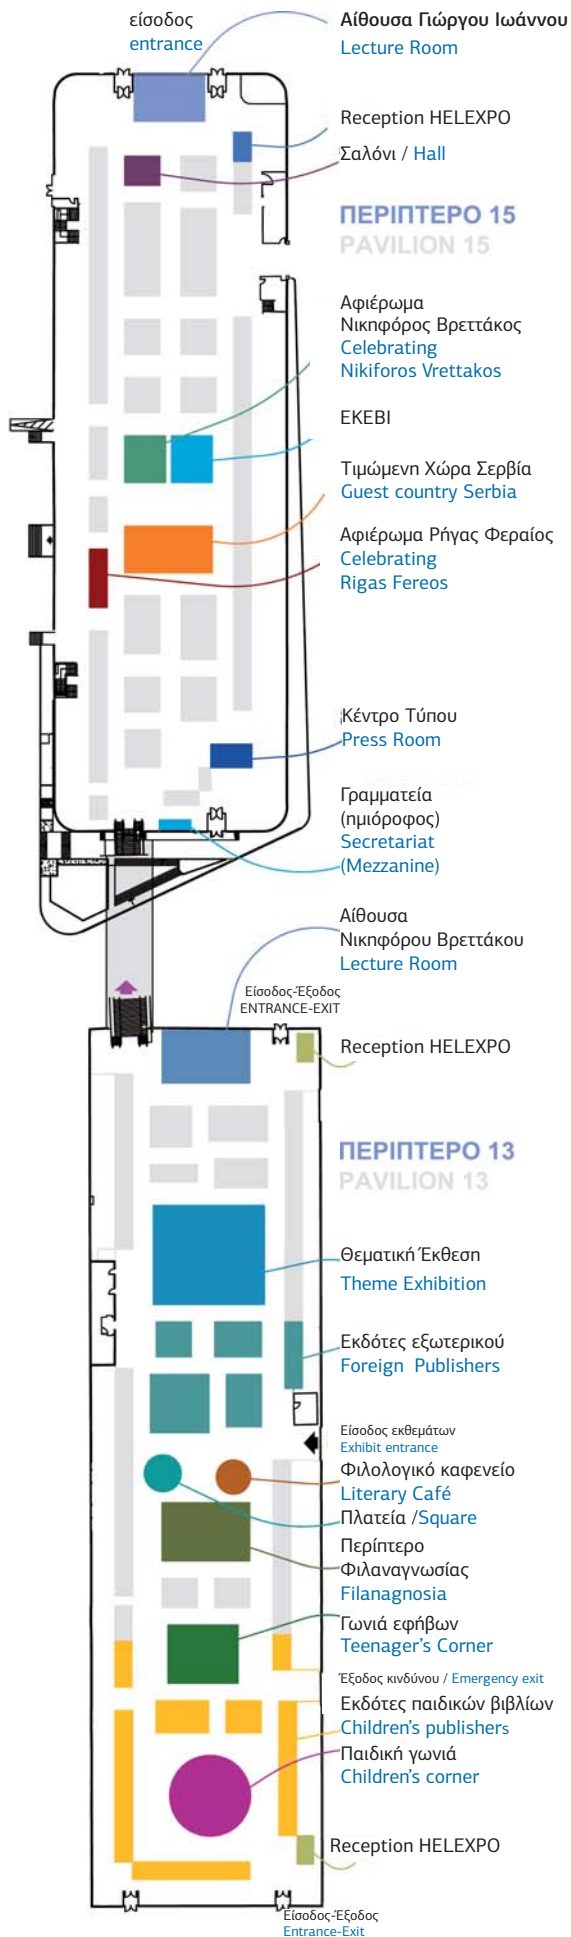 είσοδος
entrance
Αίθουσα Γιώργου Ιωάννου
Lecture Room
Reception HELEXPO
Σαλόνι / Hall
ΠΕΡΙΠΤΕΡΟ 15
PAVILION 15
Αφιέρωμα
Νικηφόρος Βρεττάκος
Celebrating
Nikiforos Vrettakos
ΕΚΕΒΙ
Τιμώμενη Χώρα Σερβία
Guest country Serbia
Αφιέρωμα Ρήγας Φεραίος
Celebrating
Rigas Fereos
Κέντρο Τύπου
Press Room
Γραμματεία
(ημιόροφος)
Secretariat
(Mezzanine)
Αίθουσα
Νικηφόρου Βρεττάκου
Lecture Room
Είσοδος-Έξοδος
ENTRANCE-EXIT
Reception HELEXPO
ΠΕΡΙΠΤΕΡΟ 13
PAVILION 13
Θεματική Έκθεση
Theme Exhibition
Εκδότες εξωτερικού
Foreign Publishers
Είσοδος εκθεμάτων
Exhibit entrance
Φιλολογικό καφενείο
Literary Café
Πλατεία /Square
Περίπτερο
Φιλαναγνωσίας
Filanagnosia
Γωνιά εφήβων
Teenager's Corner
Έξοδος κινδύνου / Emergency exit
Εκδότες παιδικών βιβλίων
Children's publishers
Παιδική γωνιά
Children's corner
Reception HELEXPO
Είσοδος-Έξοδος
Entrance-Exit